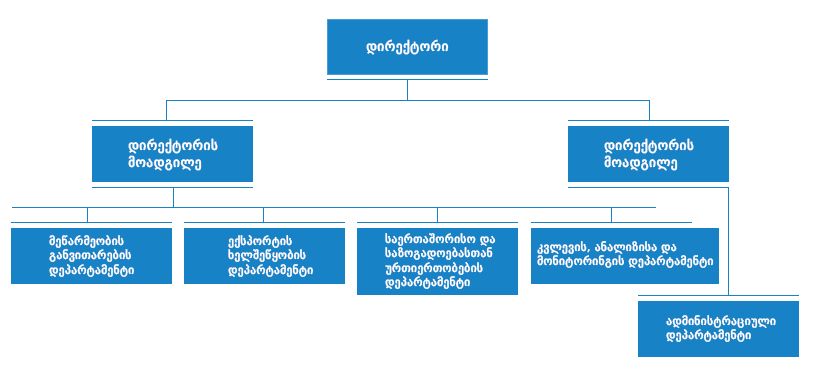 დირექტორი
დირექტორის
მოადგილე
დირექტორის
მოადგილე
მეწარმეობის
განვითარების
დეპარტამენტი
ექსპორტის
ხელშეწყობის
დეპარტამენტი
საერთაშორისო და
საზოგადოებასთან
ურთიერთობების
დეპარტამენტი
კვლევის, ანალიზისა და
მონიტორინგის დეპარტამენტი
ადმინისტრაციული
დეპარტამენტი